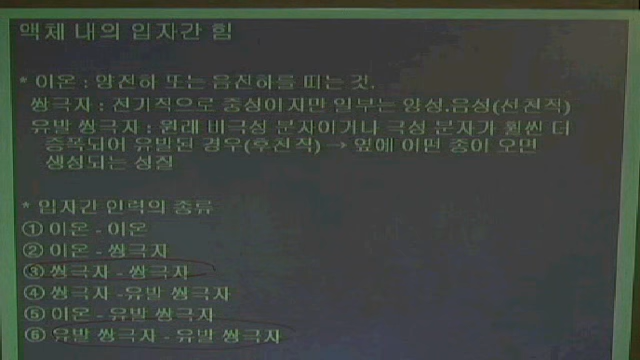 액체 내의 입자간 힘
* 이온 : 양전하 또는 음전하를 띠는 것.
쌍극자 : 전기적으로 중성이지만 일부는 양성.음성(선천적)
유발 쌍극자 : 원래 비극성 분자이거나 극성 분자가 훨씬 더
증폭되어 유발된 경우(후천적) → 옆에 어떤 종이 오면
생성되는 성질
* 입자간 인력의 종류
① 이온 - 이온
② 이온 - 쌍극자
③ 쌍극자 - 쌍극자
④ 쌍극자 -유발 쌍극자
⑤ 이온 - 유발 쌍극자
⑥ 유발 쌍극자 - 유발 쌍극자